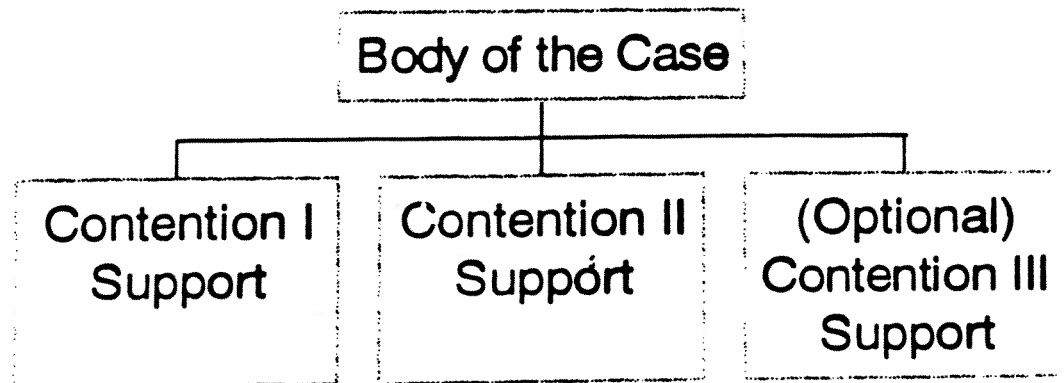 Body of the Case
Contention I
Support
Contention II
Support
(Optional)
Contention III
Support